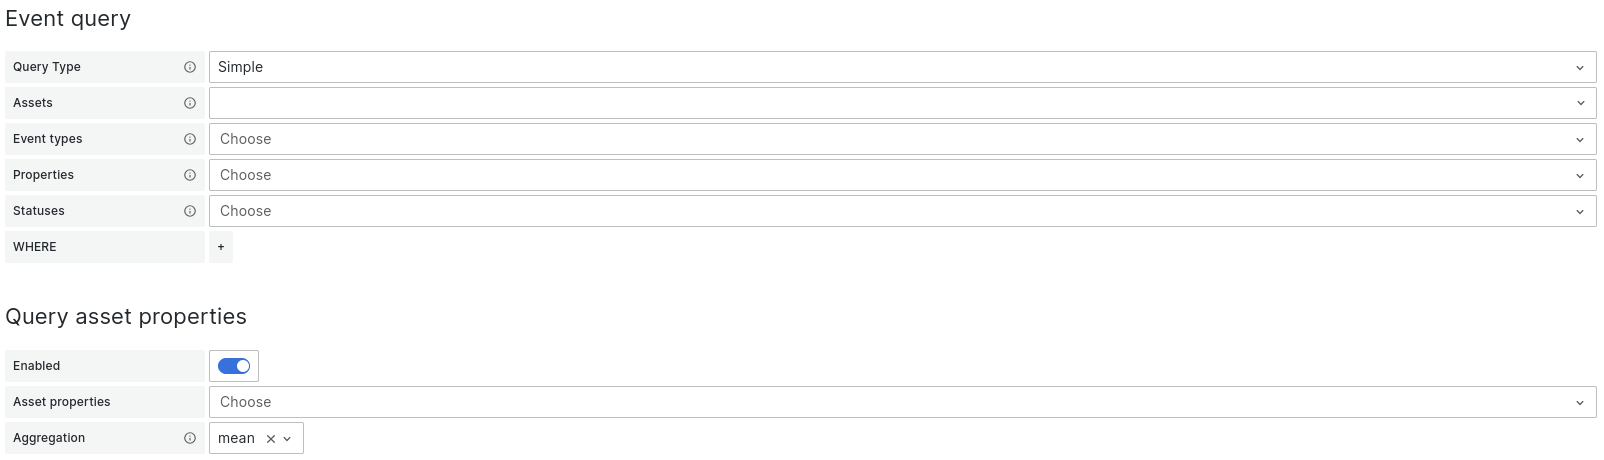 Event query
Query Type Simple
Assets
Event types Choose
Properties Choose
Statuses Choose
WHERE +
Query asset properties
Enabled
Asset properties Choose
Aggregation mean